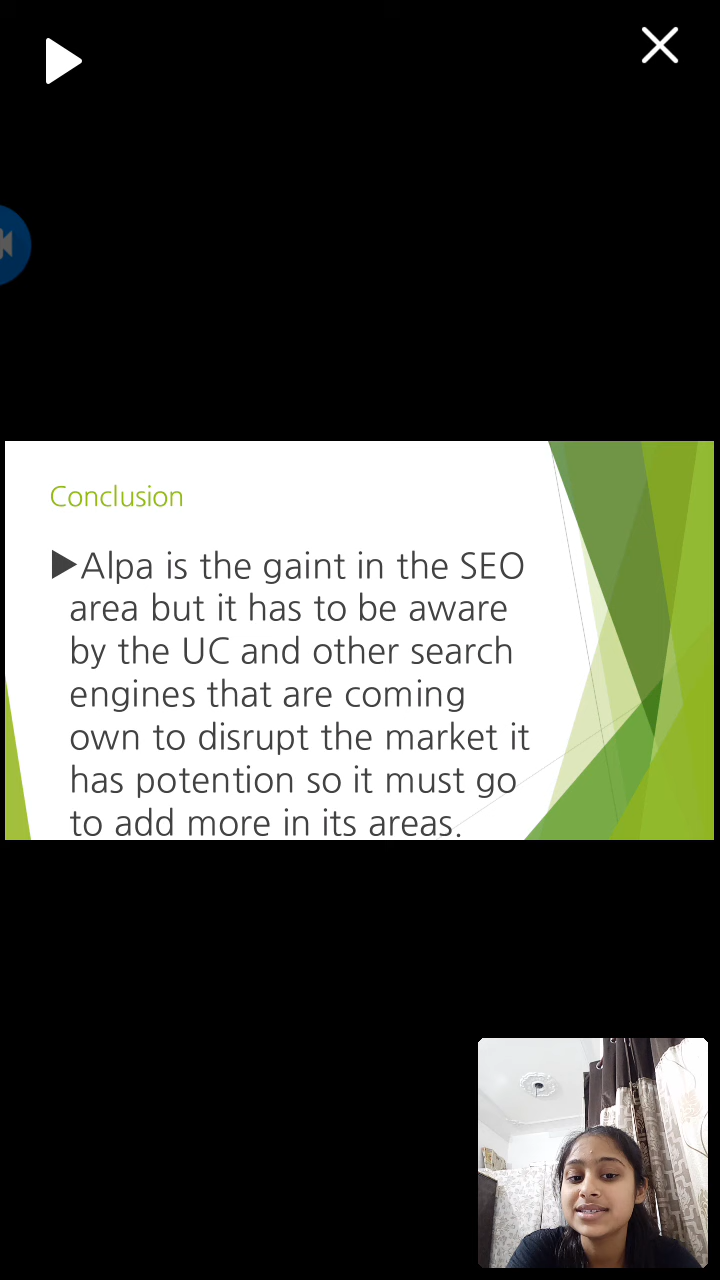 Conclusion
Alpa is the gaint in the SEO
area but it has to be aware
by the UC and other search
engines that are coming
own to disrupt the market it
has potention so it must go
to add more in its areas.